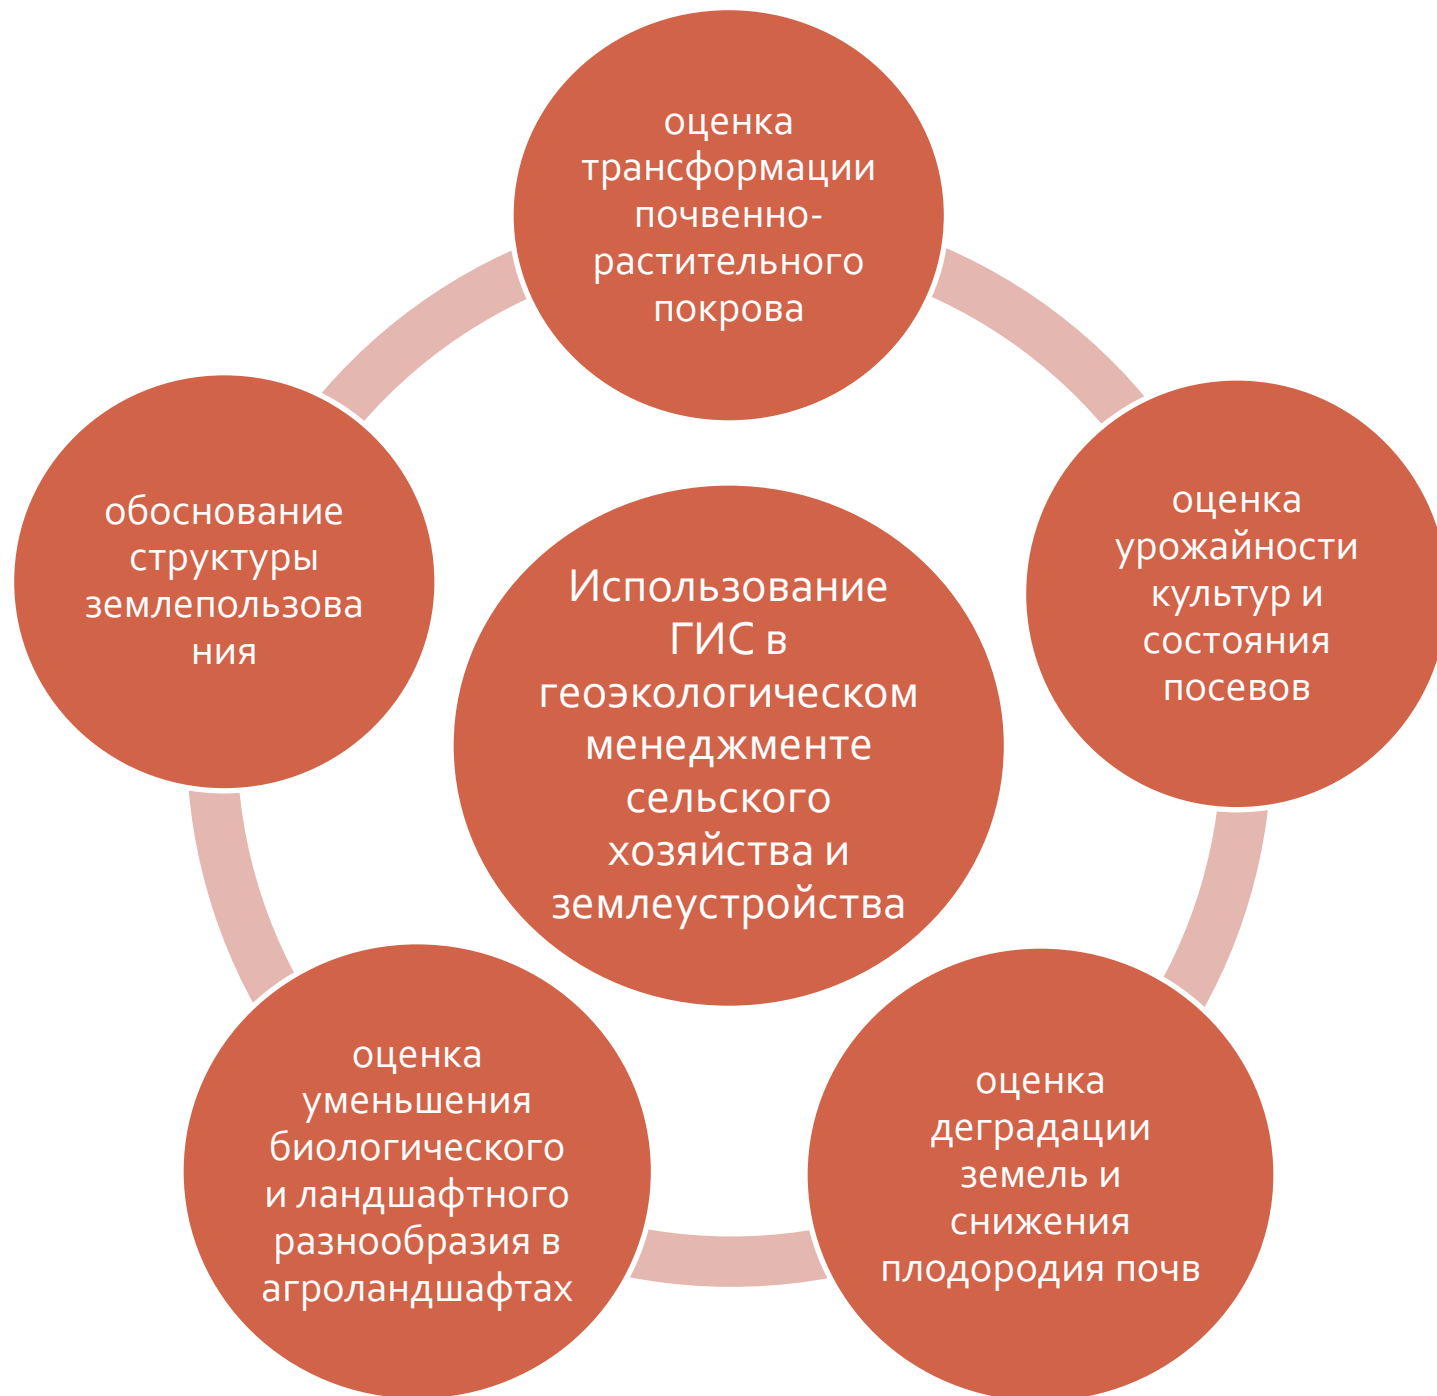 оценка
трансформации
почвенно-
растительного
покрова
обоснование
структуры
землепользова
ния
оценка
урожайности
культур и
состояния
посевов
Использование
ГИС в
геоэкологическом
менеджменте
сельского
хозяйства и
землеустройства
оценка
уменьшения
биологического
и ландшафтного
разнообразия в
агроландшафтах
оценка
деградации
земель и
снижения
плодородия почв